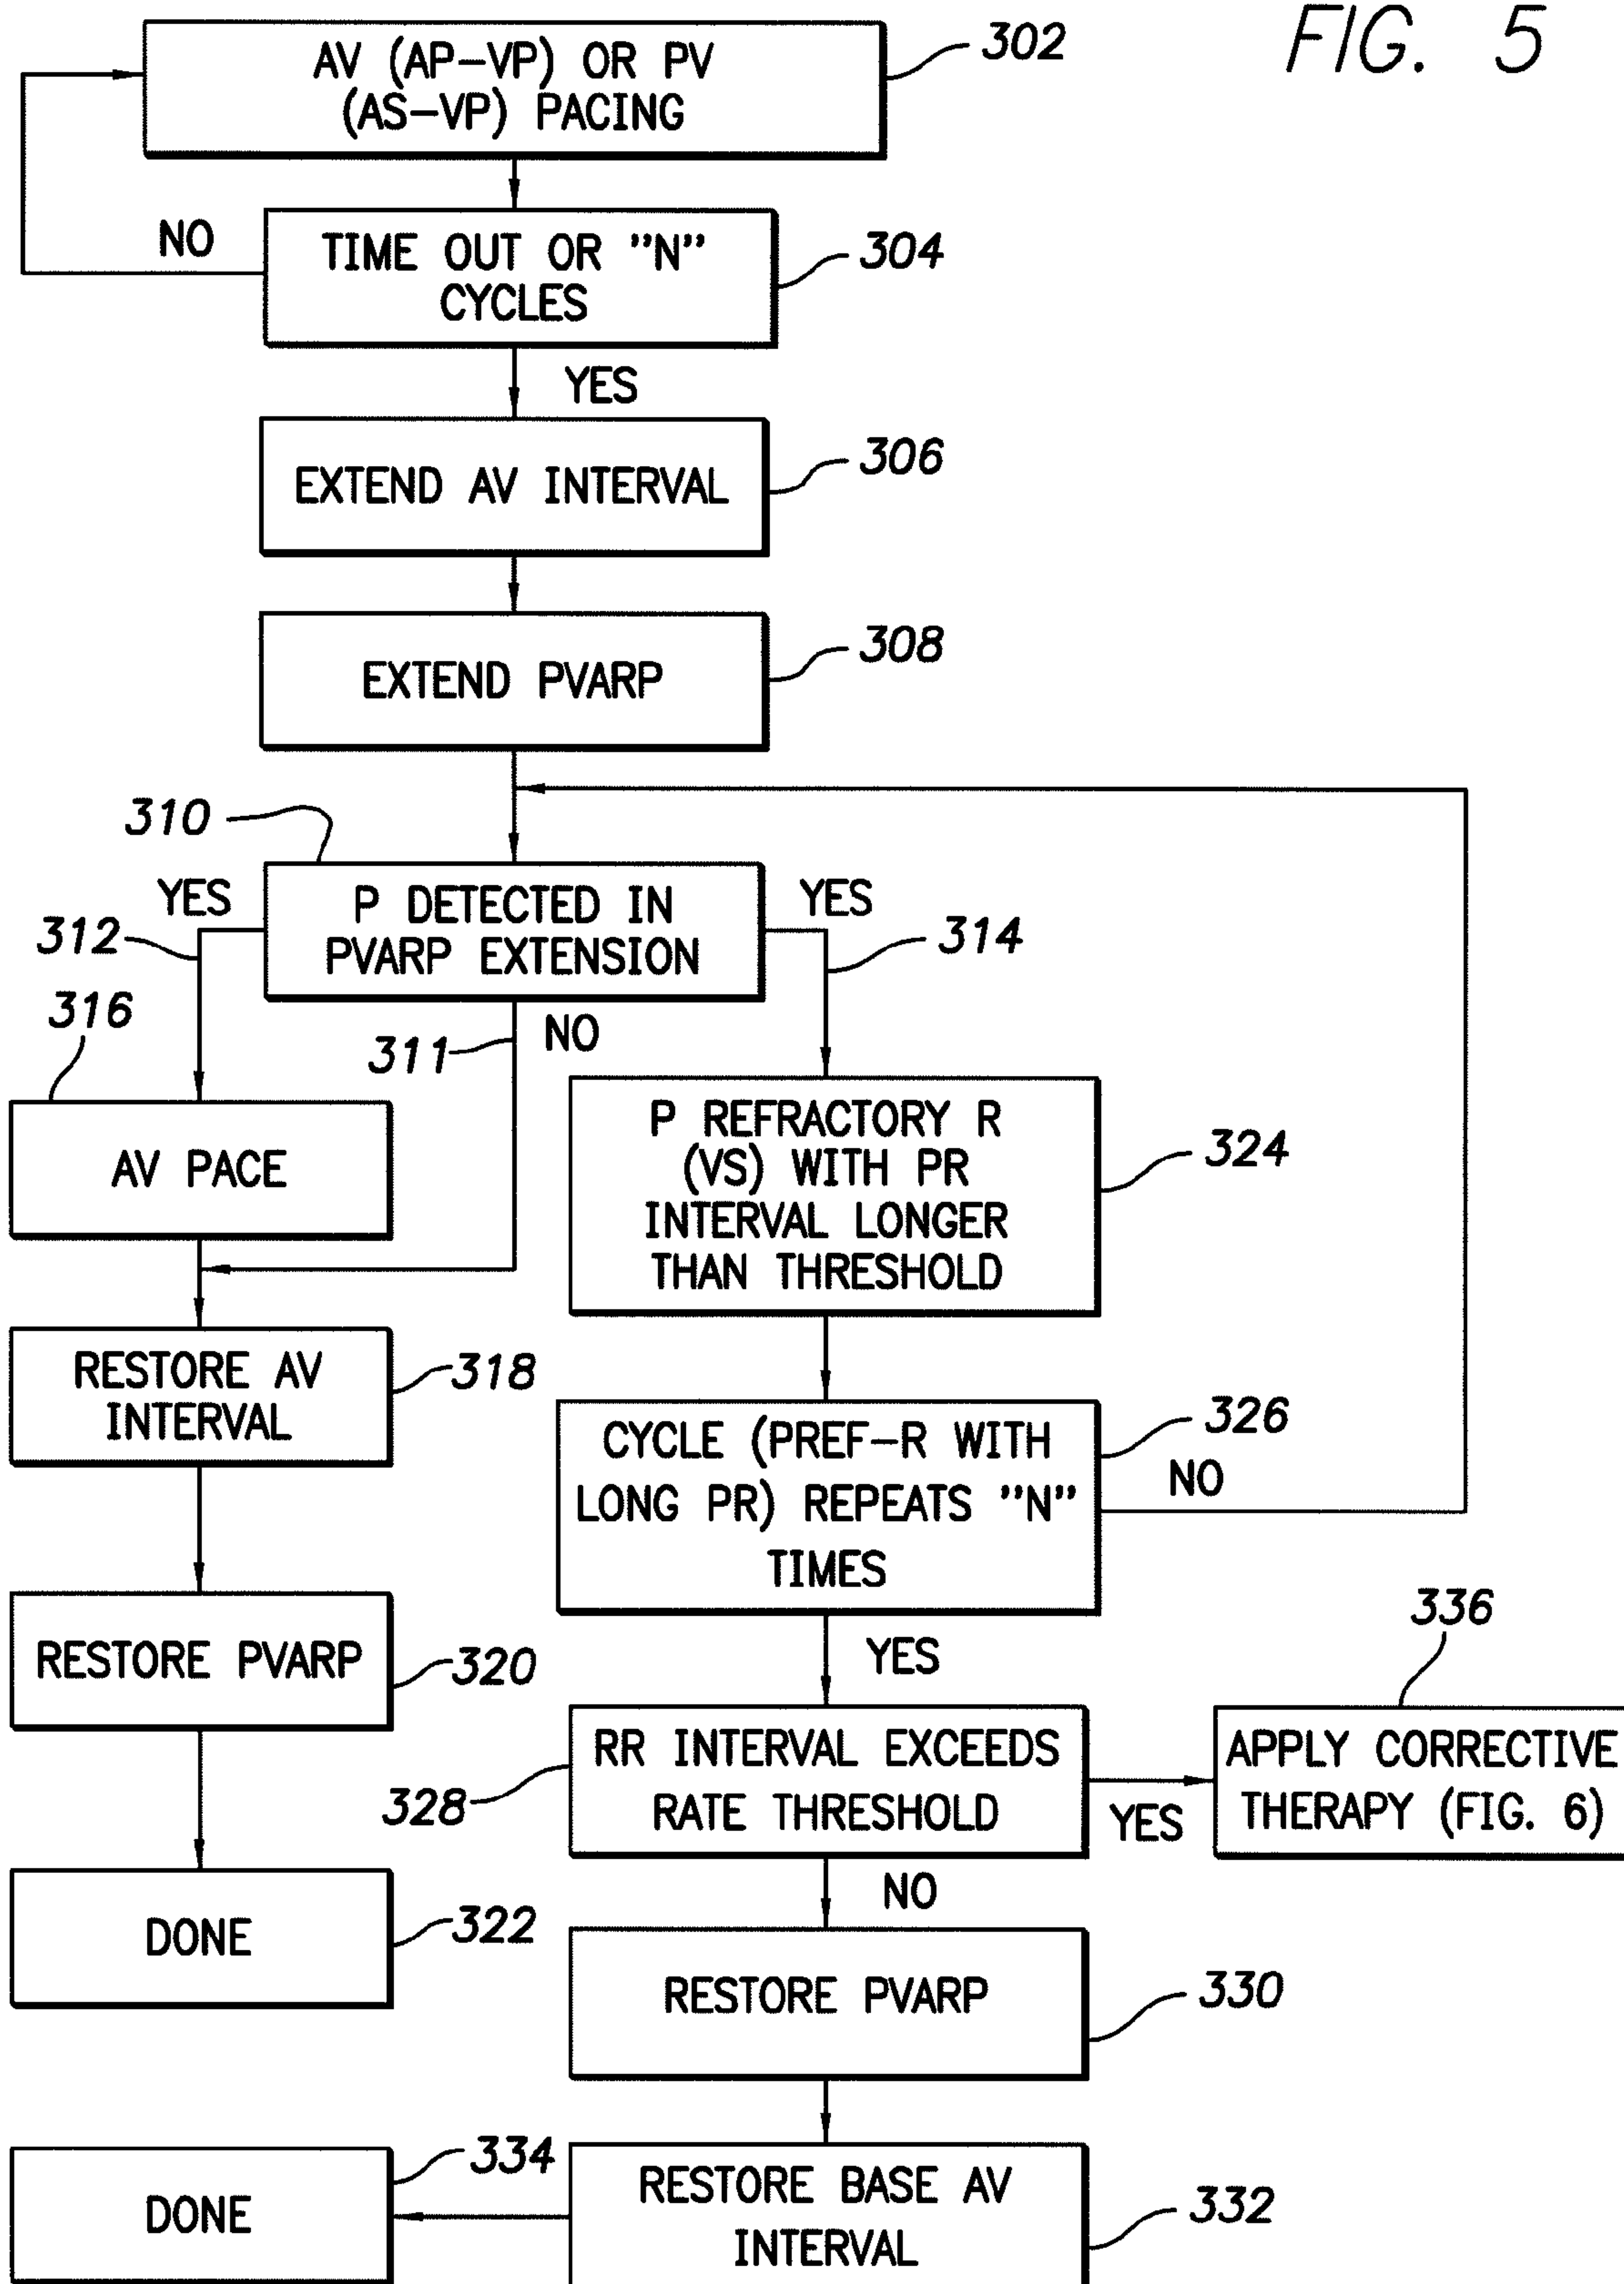 FIG. 5
AV (AP-VP) OR PV
(AS-VP) PACING
302
NO
TIME OUT OR "N"
CYCLES
304
YES
EXTEND AV INTERVAL
306
EXTEND PVARP
308
310
YES
P DETECTED IN
PVARP EXTENSION
YES
312
314
316
311
NO
AV PACE
P REFRACTORY R
(VS) WITH PR
INTERVAL LONGER
THAN THRESHOLD
324
RESTORE AV
INTERVAL
318
CYCLE (PREF-R WITH
LONG PR) REPEATS "N"
TIMES
326
NO
RESTORE PVARP
320
YES
336
RR INTERVAL EXCEEDS
RATE THRESHOLD
328
YES
APPLY CORRECTIVE
THERAPY (FIG. 6)
NO
DONE
322
RESTORE PVARP
330
DONE
334
RESTORE BASE AV
INTERVAL
332